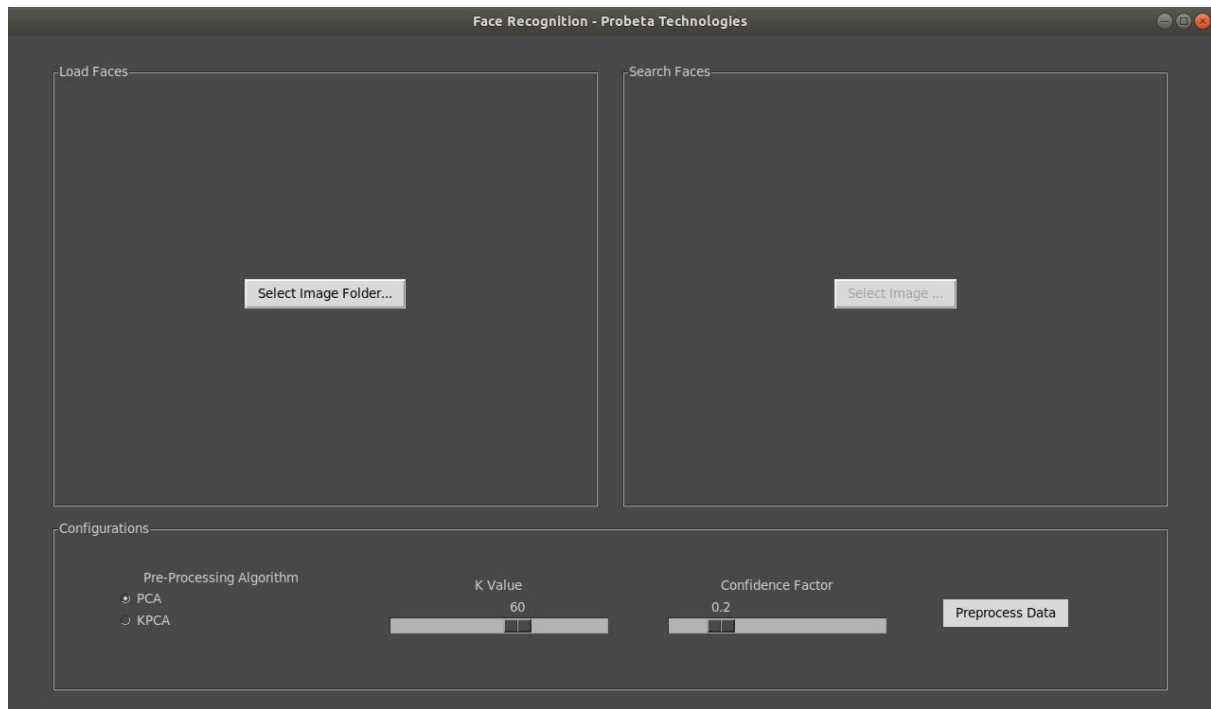 Face Recognition - Probeta Technologies
Load Faces
Search Faces
Select Image Folder...
Select Image ...
Configurations
Pre-Processing Algorithm
PCA
KPCA
K Value
60
Confidence Factor
0.2
Preprocess Data